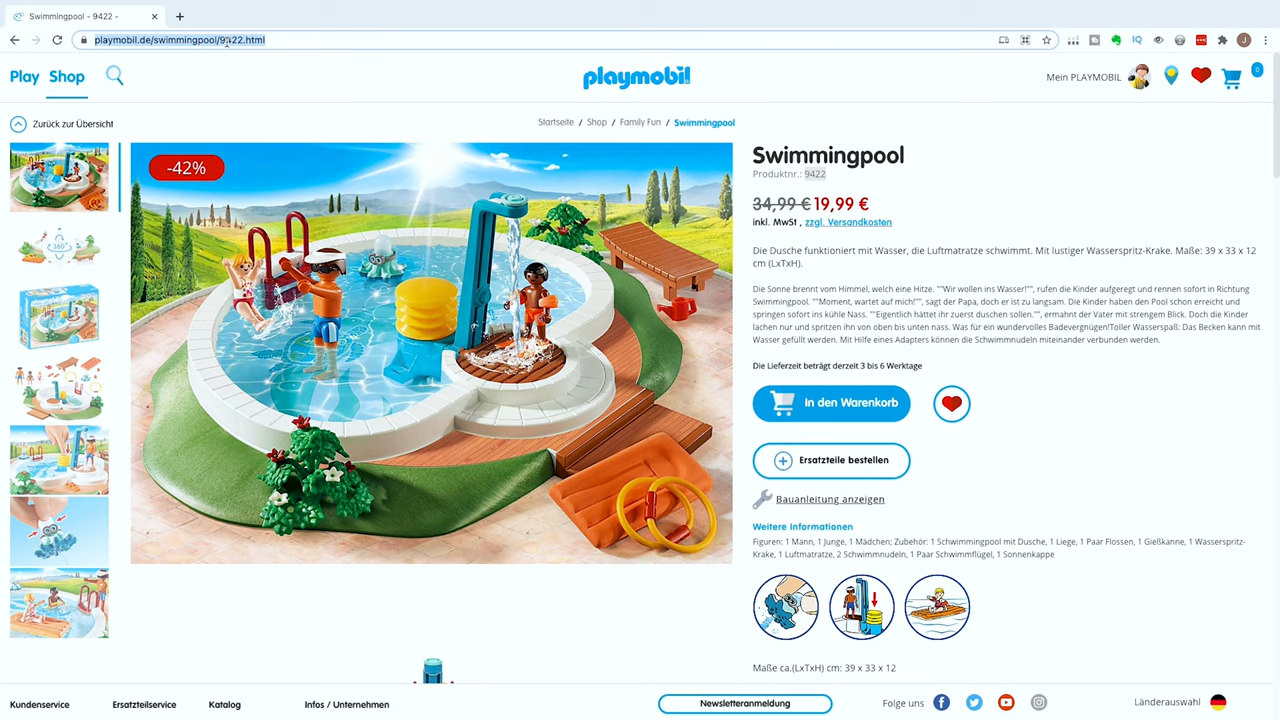 Swimmingpool - 9422 -
playmobil.de/swimmingpool/9422.html
IQ
J
Play Shop
playmobil
Mein PLAYMOBIL
0
Zurück zur Übersicht
Startseite / Shop / Family Fun / Swimmingpool
-42%
360°
Swimmingpool
Produktnr.: 9422
34,99 € 19,99 €
inkl. MwSt , zzgl. Versandkosten
Die Dusche funktioniert mit Wasser, die Luftmatratze schwimmt. Mit lustiger Wasserspritz-Krake. Maße: 39 x 33 x 12
cm (LxTxH).
Die Sonne brennt vom Himmel, welch eine Hitze. ""Wir wollen ins Wasser!"", rufen die Kinder aufgeregt und rennen sofort in Richtung
Swimmingpool. ""Moment, wartet auf mich!"", sagt der Papa, doch er ist zu langsam. Die Kinder haben den Pool schon erreicht und
springen sofort ins kühle Nass. ""Eigentlich hättet ihr zuerst duschen sollen."", ermahnt der Vater mit strengem Blick. Doch die Kinder
lachen nur und spritzen ihn von oben bis unten nass. Was für ein wundervolles Badevergnügen!Toller Wasserspaß: Das Becken kann mit
Wasser gefüllt werden. Mit Hilfe eines Adapters können die Schwimmnudeln miteinander verbunden werden.
Die Lieferzeit beträgt derzeit 3 bis 6 Werktage
In den Warenkorb
Ersatzteile bestellen
Bauanleitung anzeigen
Weitere Informationen
Figuren: 1 Mann, 1 Junge, 1 Mädchen; Zubehör: 1 Schwimmingpool mit Dusche, 1 Liege, 1 Paar Flossen, 1 Gießkanne, 1 Wasserspritz-
Krake, 1 Luftmatratze, 2 Schwimmnudeln, 1 Paar Schwimmflügel, 1 Sonnenkappe
Maße ca.(LxTxH) cm: 39 x 33 x 12
Kundenservice Ersatzteilservice Katalog Infos / Unternehmen Newsletteranmeldung Folge uns Länderauswahl